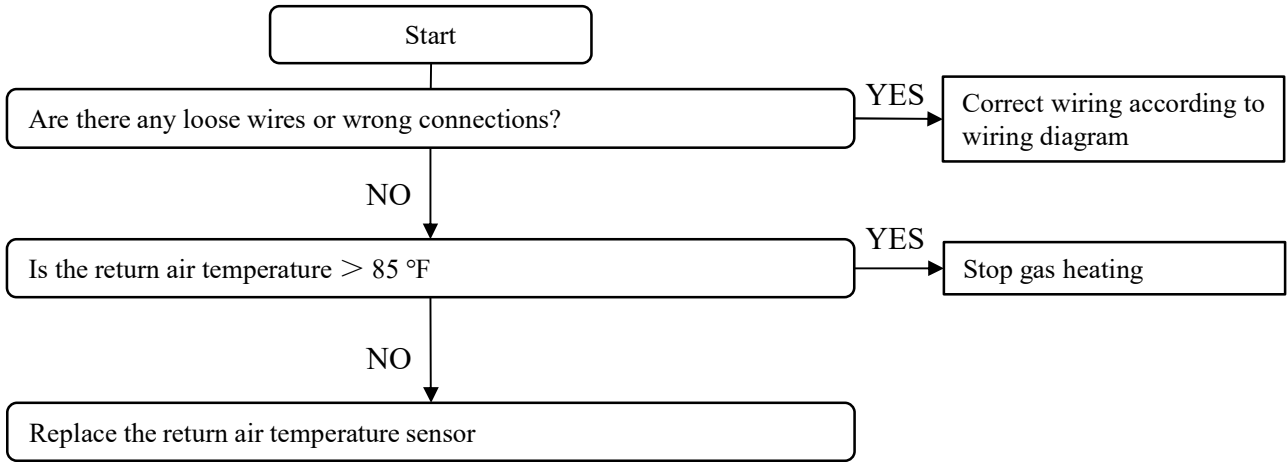 Start
Are there any loose wires or wrong connections?
YES
Correct wiring according to
wiring diagram
NO
Is the return air temperature＞85 ℉
YES
Stop gas heating
NO
Replace the return air temperature sensor